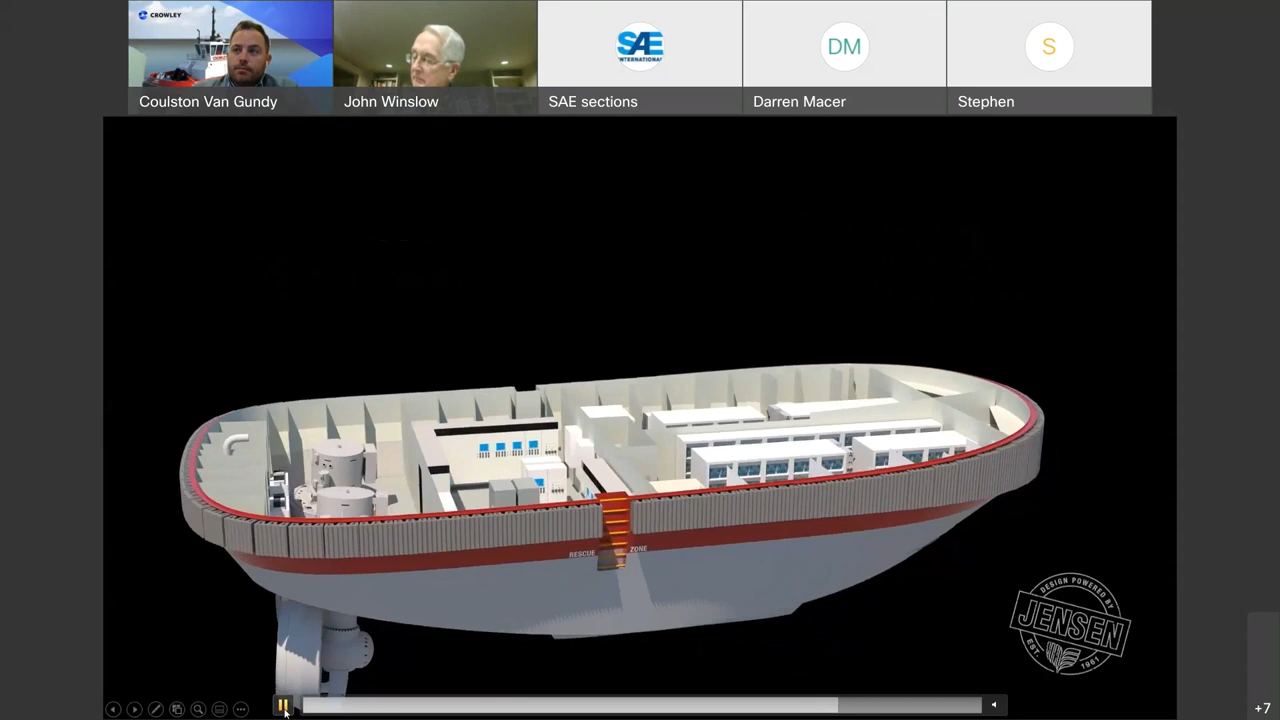 CROWLEY
SAE
INTERNATIONAL
DM
S
Coulston Van Gundy
John Winslow
SAE sections
Darren Macer
Stephen
RESCUE ZONE
DESIGN POWERED BY
JENSEN
EST. 1961
+7